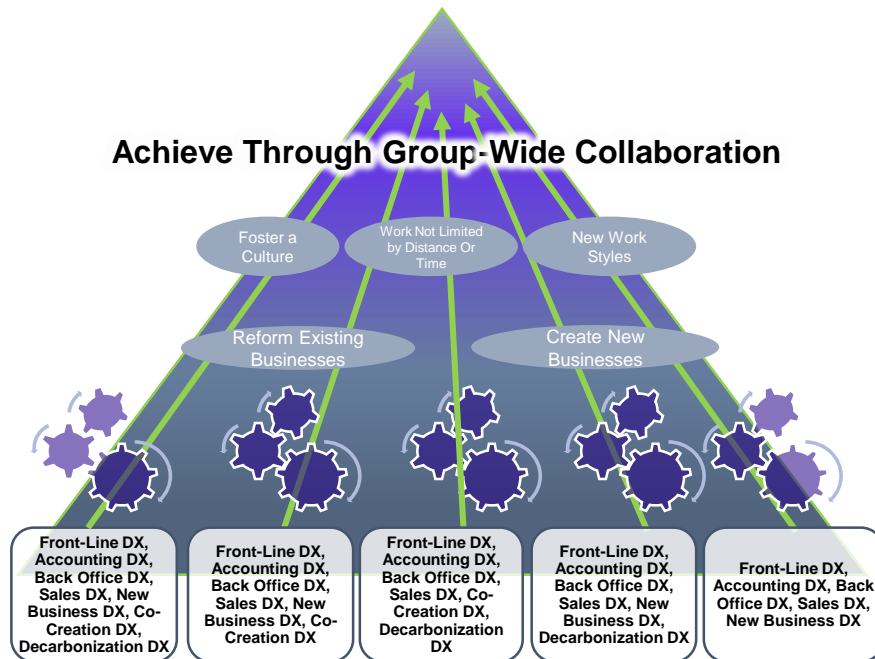 Achieve Through Group-Wide Collaboration
Foster a
Culture
Work Not Limited
by Distance Or
Time
New Work
Styles
Reform Existing
Businesses
Create New
Businesses
Front-Line DX,
Accounting DX,
Back Office DX,
Sales DX, New
Business DX, Co-
Creation DX,
Decarbonization DX
Front-Line DX,
Accounting DX,
Back Office DX,
Sales DX, New
Business DX, Co-
Creation DX
Front-Line DX,
Accounting DX,
Back Office DX,
Sales DX, Co-
Creation DX,
Decarbonization
DX
Front-Line DX,
Accounting DX,
Back Office DX,
Sales DX, New
Business DX,
Decarbonization DX
Front-Line DX,
Accounting DX, Back
Office DX, Sales DX,
New Business DX